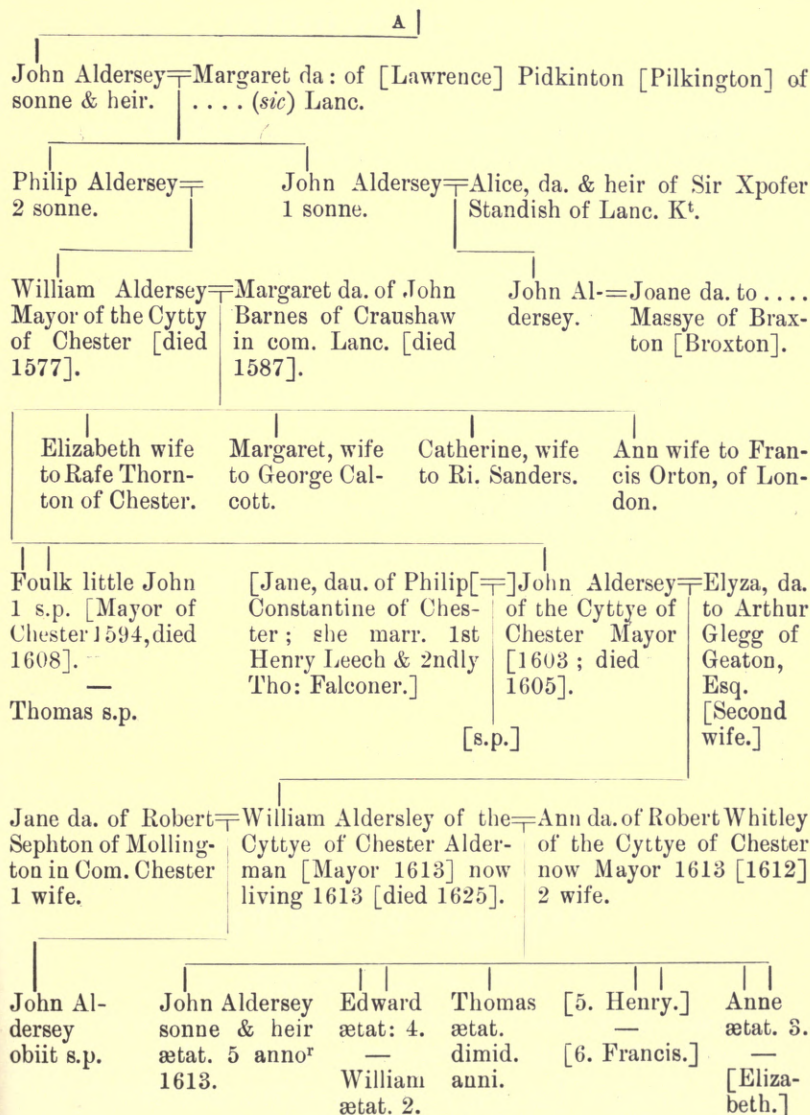 A
John Aldersey=Margaret da: of [Lawrence] Pidkinton [Pilkington] of
sonne & heir. . . . . (sic) Lanc.
Philip Aldersey=
2 sonne.
John Aldersey=Alice, da. & heir of Sir Xpofer
1 sonne. Standish of Lanc. Kt.
William Aldersey=Margaret da. of John
Mayor of the Cytty Barnes of Craushaw
of Chester [died in com. Lanc. [died
1577]. 1587].
John Al-=Joane da. to . . . .
dersey. Massye of Brax-
ton [Broxton].
Elizabeth wife
to Rafe Thorn-
ton of Chester.
Margaret, wife
to George Cal-
cott.
Catherine, wife
to Ri. Sanders.
Ann wife to Fran-
cis Orton, of Lon-
don.
Foulk little John
1 s.p. [Mayor of
Chester 1594, died
1608].
—
Thomas s.p.
[Jane, dau. of Philip[=]John Aldersey=Elyza, da.
Constantine of Ches- of the Cyttye of to Arthur
ter; she marr. 1st Chester Mayor Glegg of
Henry Leech & 2ndly [1603; died Geaton,
Tho: Falconer.] 1605]. Esq.
[s.p.] [Second
wife.]
Jane da. of Robert=William Aldersley of the=Ann da. of Robert Whitley
Sephton of Molling- Cyttye of Chester Alder- of the Cyttye of Chester
ton in Com. Chester man [Mayor 1613] now now Mayor 1613 [1612]
1 wife. living 1613 [died 1625]. 2 wife.
John Al-
dersey
obiit s.p.
John Aldersey
sonne & heir
ætat. 5 annor
1613.
Edward
ætat: 4.
—
William
ætat. 2.
Thomas
ætat.
dimid.
anni.
[5. Henry.]
—
[6. Francis.]
Anne
ætat. 3.
—
[Eliza-
beth.]